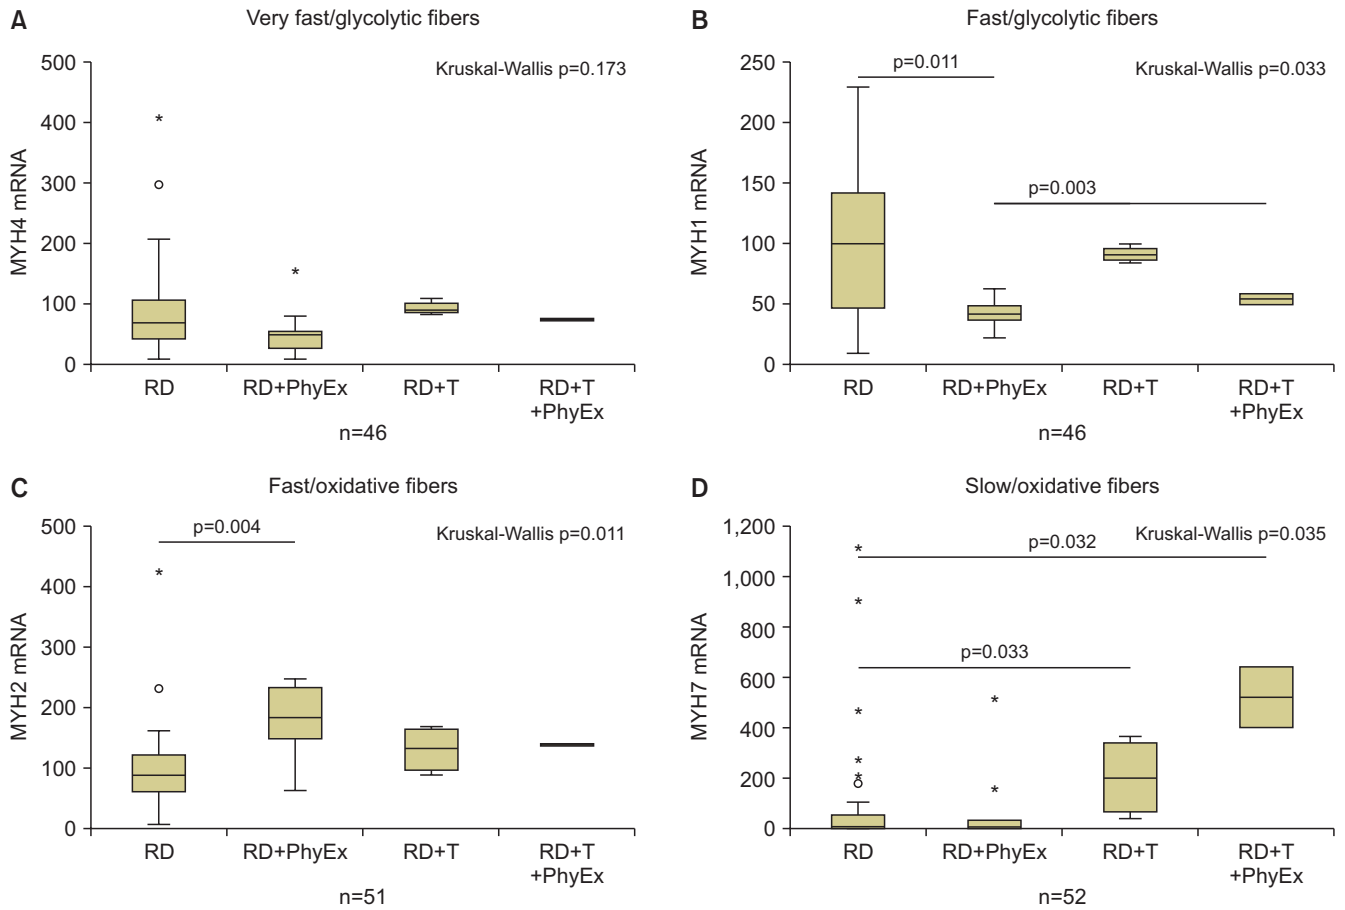 A
Very fast/glycolytic fibers
Kruskal-Wallis p=0.173
MYH4 mRNA
500
400
300
200
100
0
*
*
RD
RD+PhyEx
RD+T
RD+T
+PhyEx
n=46
B
Fast/glycolytic fibers
Kruskal-Wallis p=0.033
p=0.011
p=0.003
MYH1 mRNA
250
200
150
100
50
0
RD
RD+PhyEx
RD+T
RD+T
+PhyEx
n=46
C
Fast/oxidative fibers
Kruskal-Wallis p=0.011
p=0.004
MYH2 mRNA
500
400
300
200
100
0
*
RD
RD+PhyEx
RD+T
RD+T
+PhyEx
n=51
D
Slow/oxidative fibers
Kruskal-Wallis p=0.035
p=0.032
p=0.033
MYH7 mRNA
1,200
1,000
800
600
400
200
0
*
*
*
*
*
*
*
RD
RD+PhyEx
RD+T
RD+T
+PhyEx
n=52